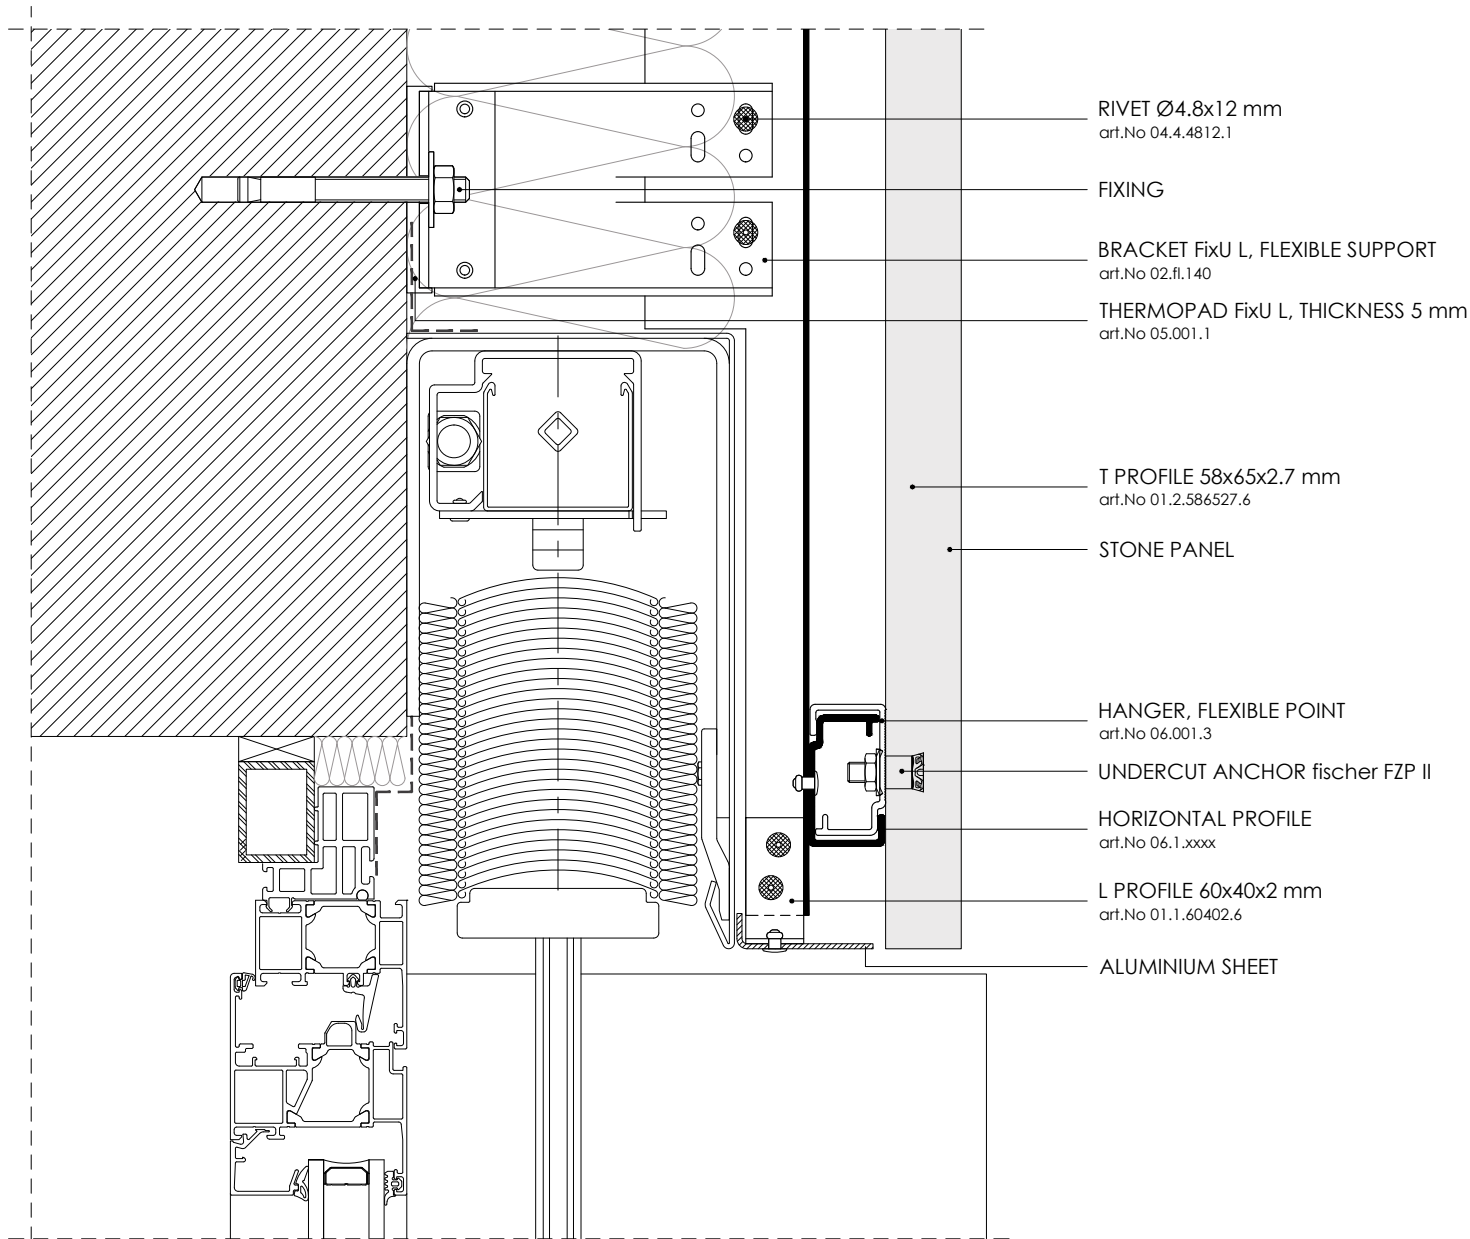 RIVET Ø4.8x12 mm
art.No 04.4.4812.1
FIXING
BRACKET FixU L, FLEXIBLE SUPPORT
art.No 02.fl.140
THERMOPAD FixU L, THICKNESS 5 mm
art.No 05.001.1
T PROFILE 58x65x2.7 mm
art.No 01.2.586527.6
STONE PANEL
HANGER, FLEXIBLE POINT
art.No 06.001.3
UNDERCUT ANCHOR fischer FZP II
HORIZONTAL PROFILE
art.No 06.1.xxxx
L PROFILE 60x40x2 mm
art.No 01.1.60402.6
ALUMINIUM SHEET